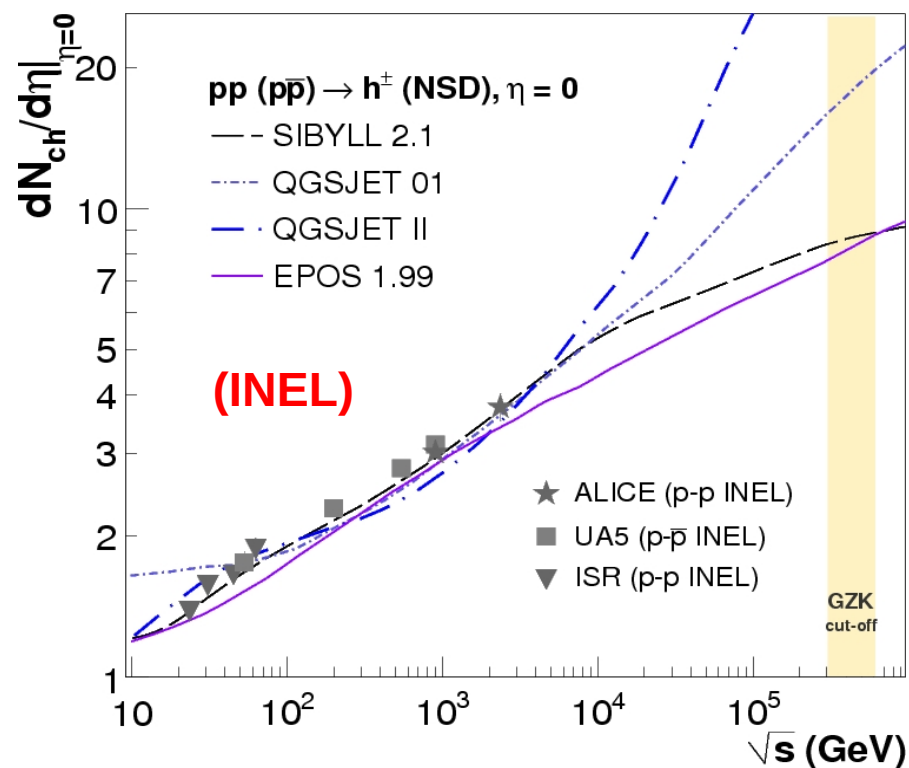 dN_ch/dη|_η=0
20
10
7
5
4
3
2
1
pp (pp̅) → h± (NSD), η = 0
SIBYLL 2.1
QGSJET 01
QGSJET II
EPOS 1.99
(INEL)
ALICE (p-p INEL)
UA5 (p-p̅ INEL)
ISR (p-p INEL)
GZK
cut-off
10 10² 10³ 10⁴ 10⁵
√s (GeV)